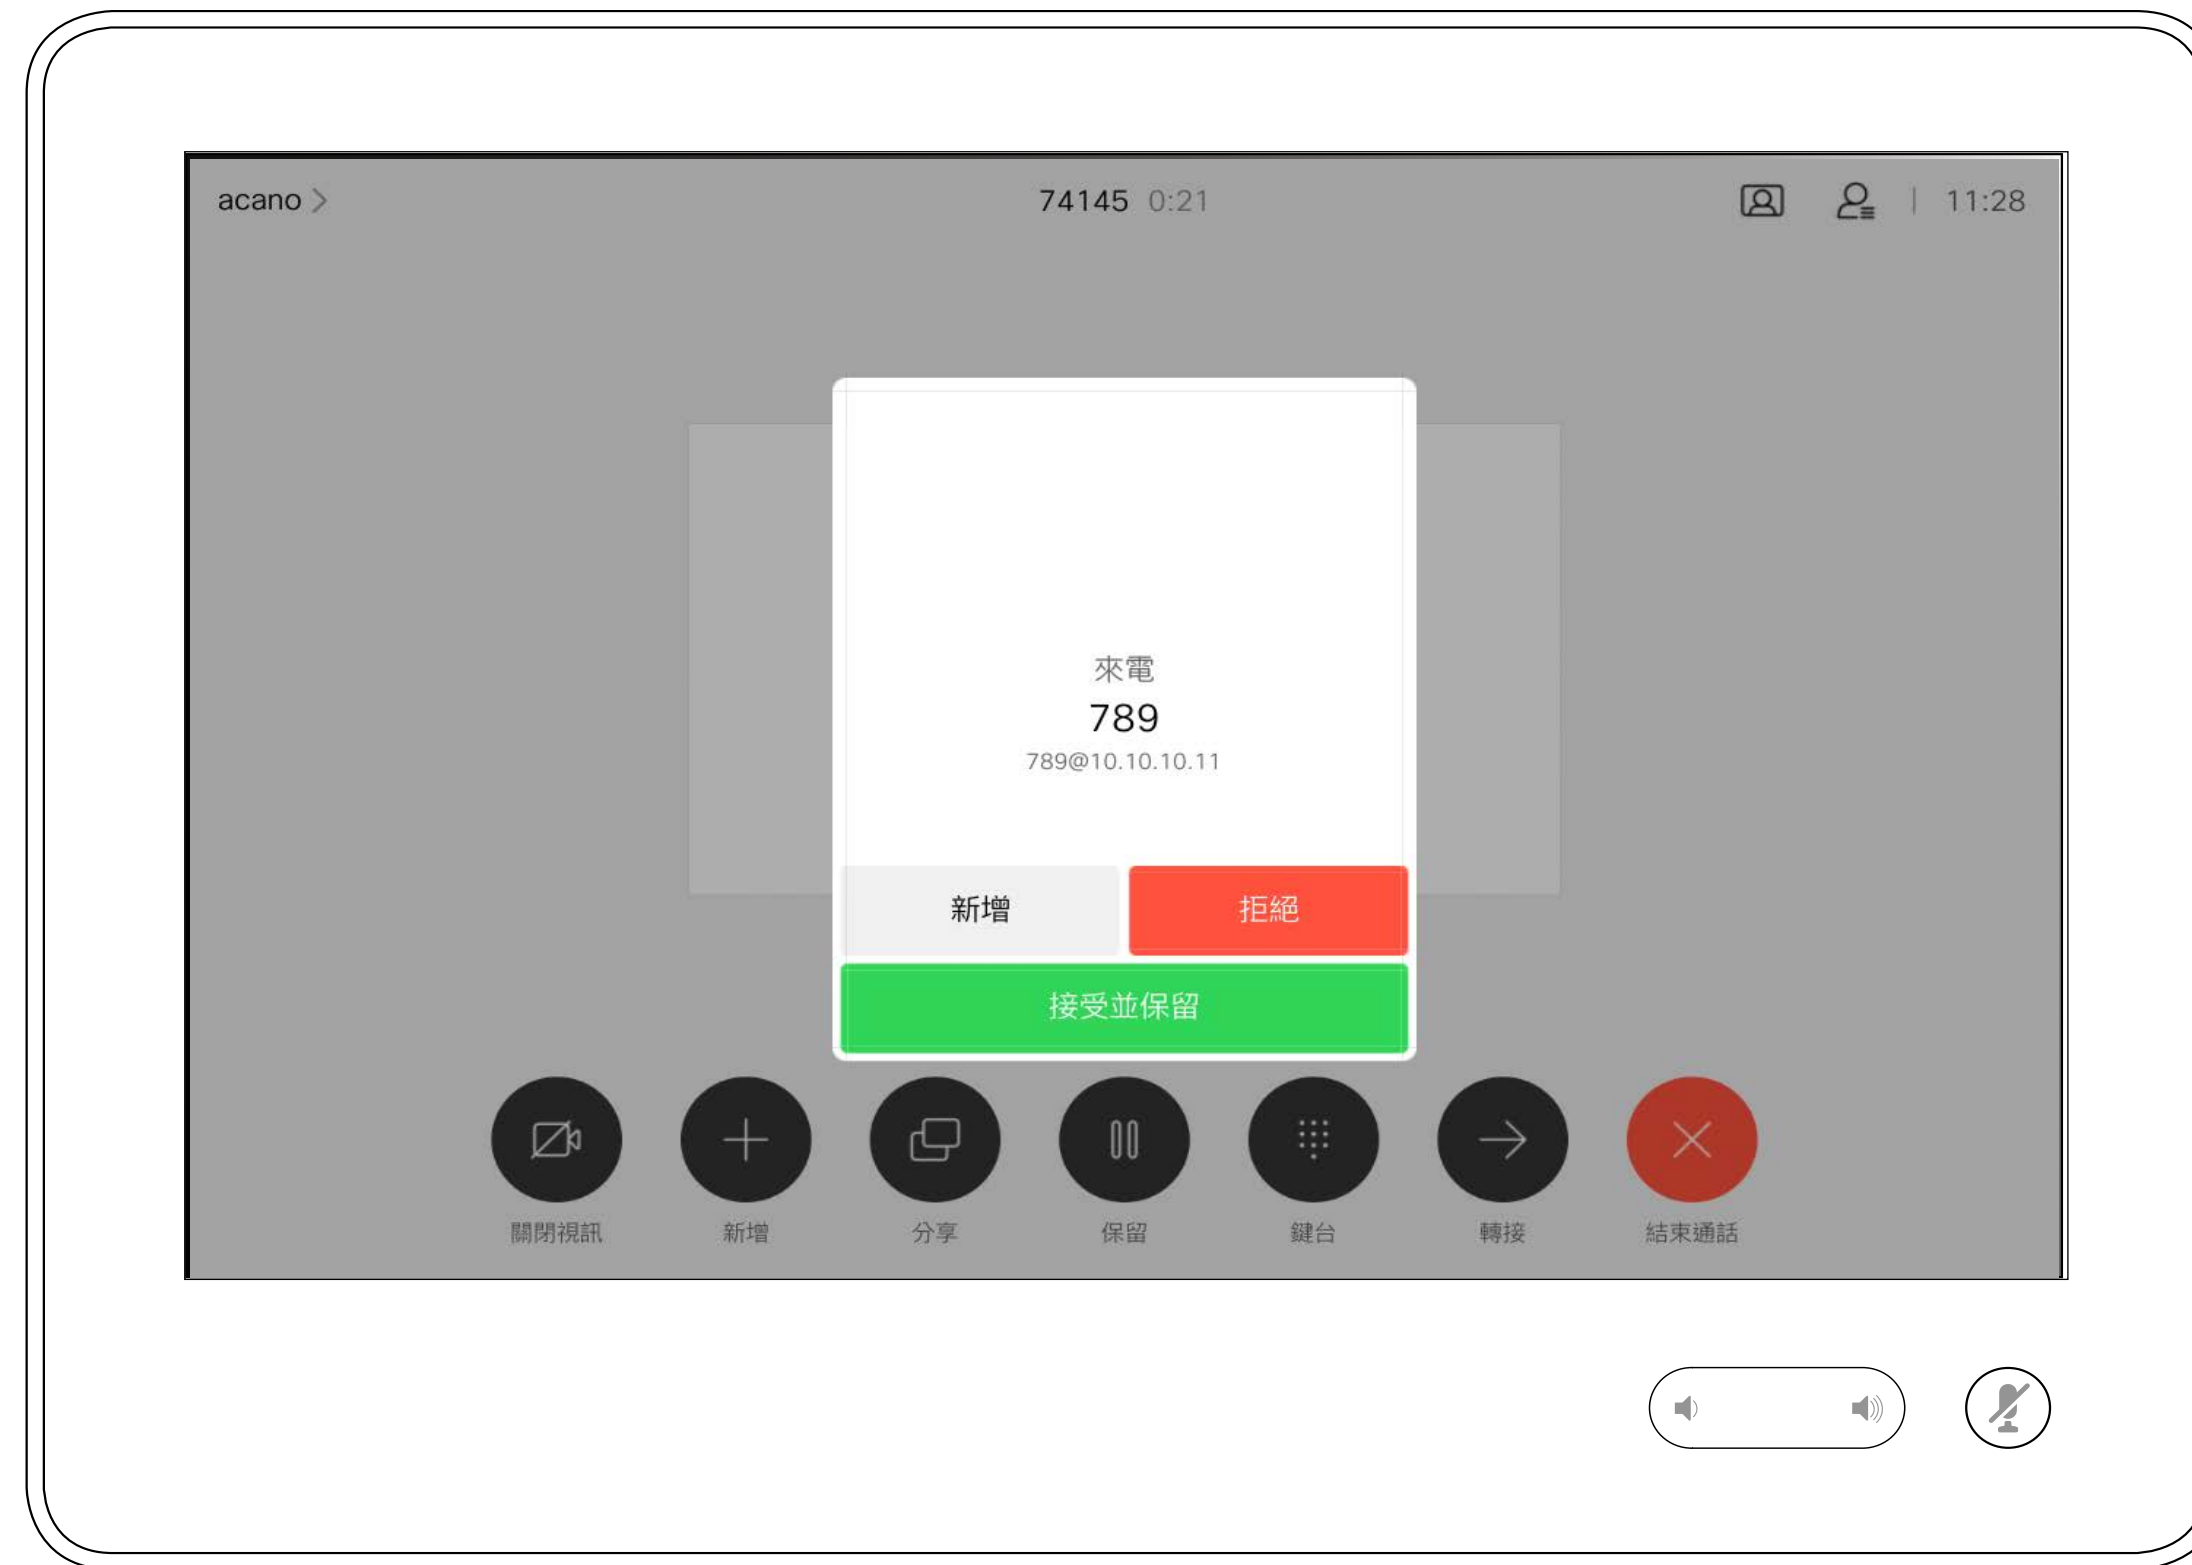 acano
74145 0:21
11:28
來電
789
789@10.10.10.11
新增
拒絕
接受並保留
關閉視訊
新增
分享
保留
鍵台
轉接
結束通話